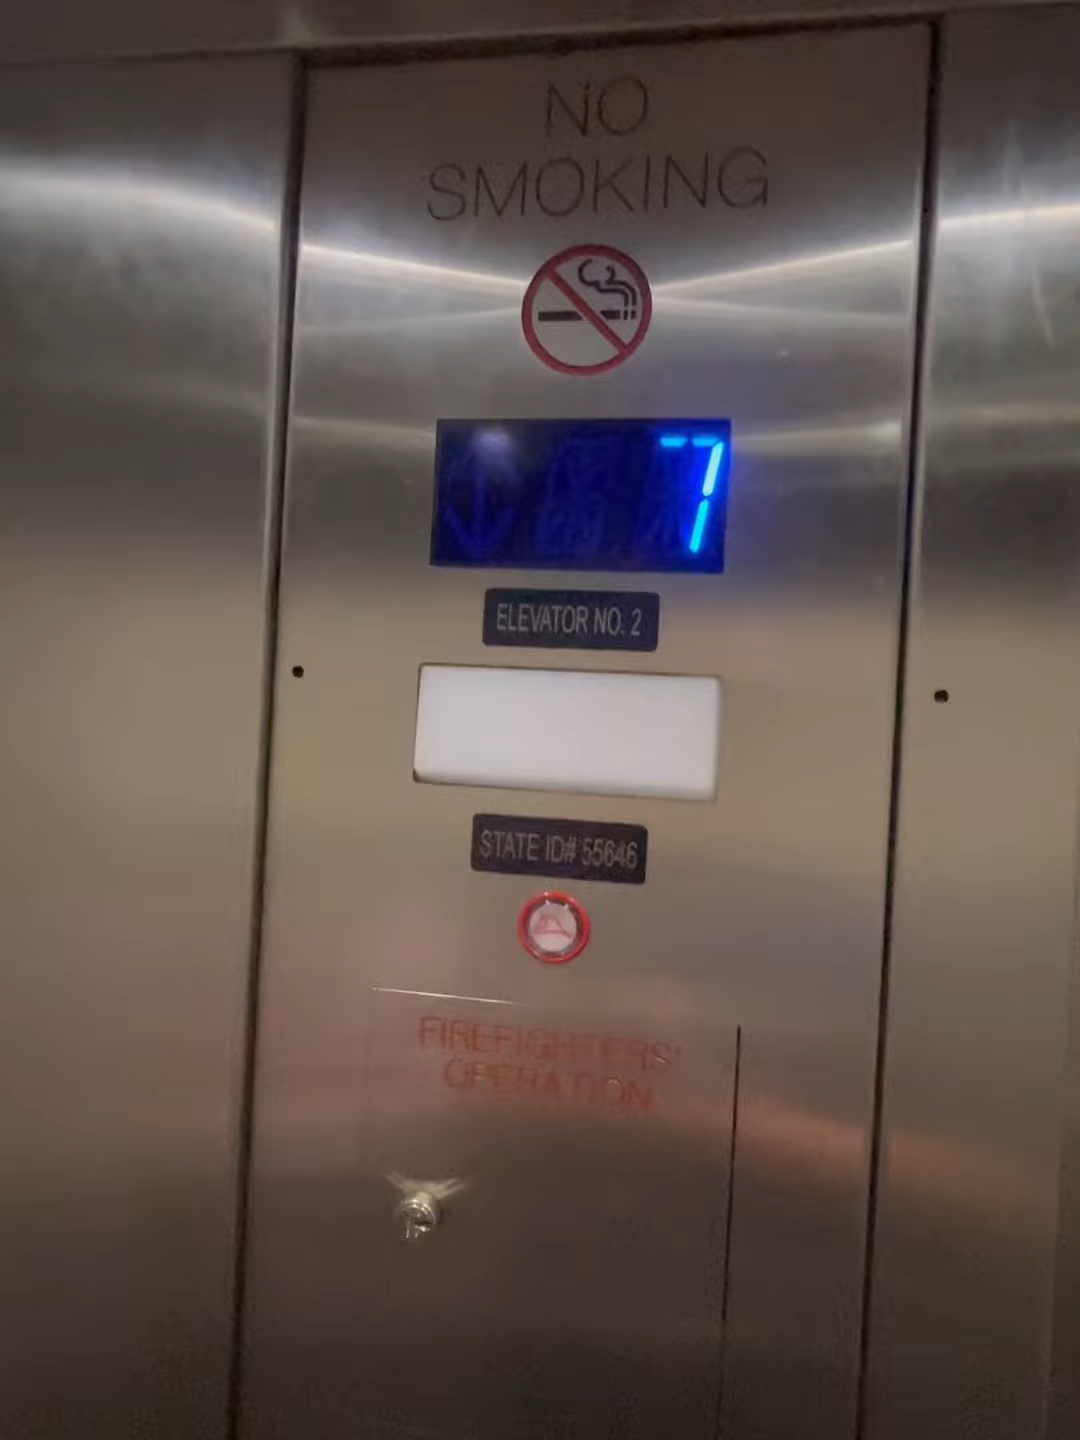 NO
SMOKING
7
ELEVATOR NO. 2
STATE ID# 55646
FIREFIGHTERS'
OPERATION